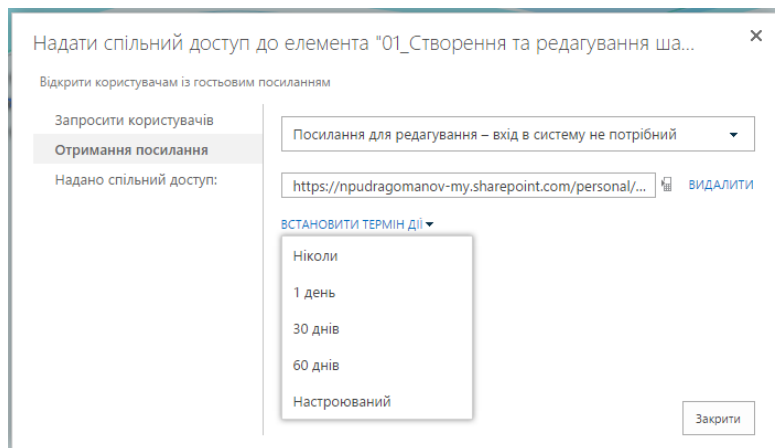 Надати спільний доступ до елемента "01_Створення та редагування ша...
Відкрити користувачам із гостьовим посиланням
Запросити користувачів
Отримання посилання
Надано спільний доступ:
Посилання для редагування – вхід в систему не потрібний
https://npudragomanov-my.sharepoint.com/personal/...
ВИДАЛИТИ
ВСТАНОВИТИ ТЕРМІН ДІЇ
Ніколи
1 день
30 днів
60 днів
Настроюваний
Закрити